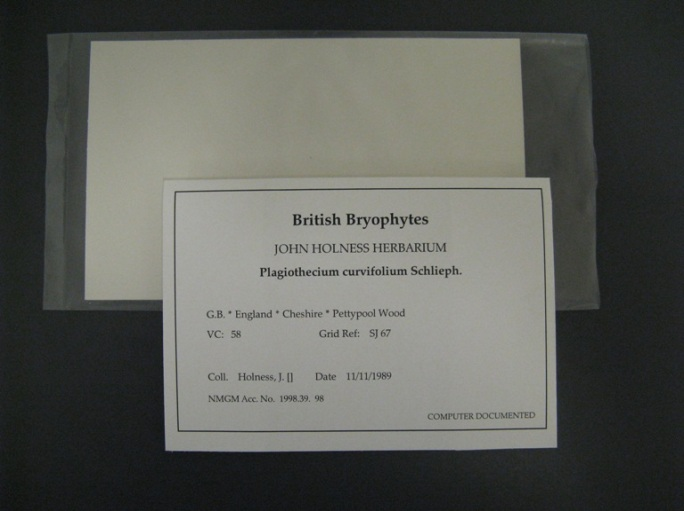 British Bryophytes
JOHN HOLNESS HERBARIUM
Plagiothecium curvifolium Schlieph.
G.B. * England * Cheshire * Pettypool Wood
VC: 58 Grid Ref: SJ 67
Coll. Holness, J. [] Date 11/11/1989
NMGM Acc. No. 1998.39. 98
COMPUTER DOCUMENTED